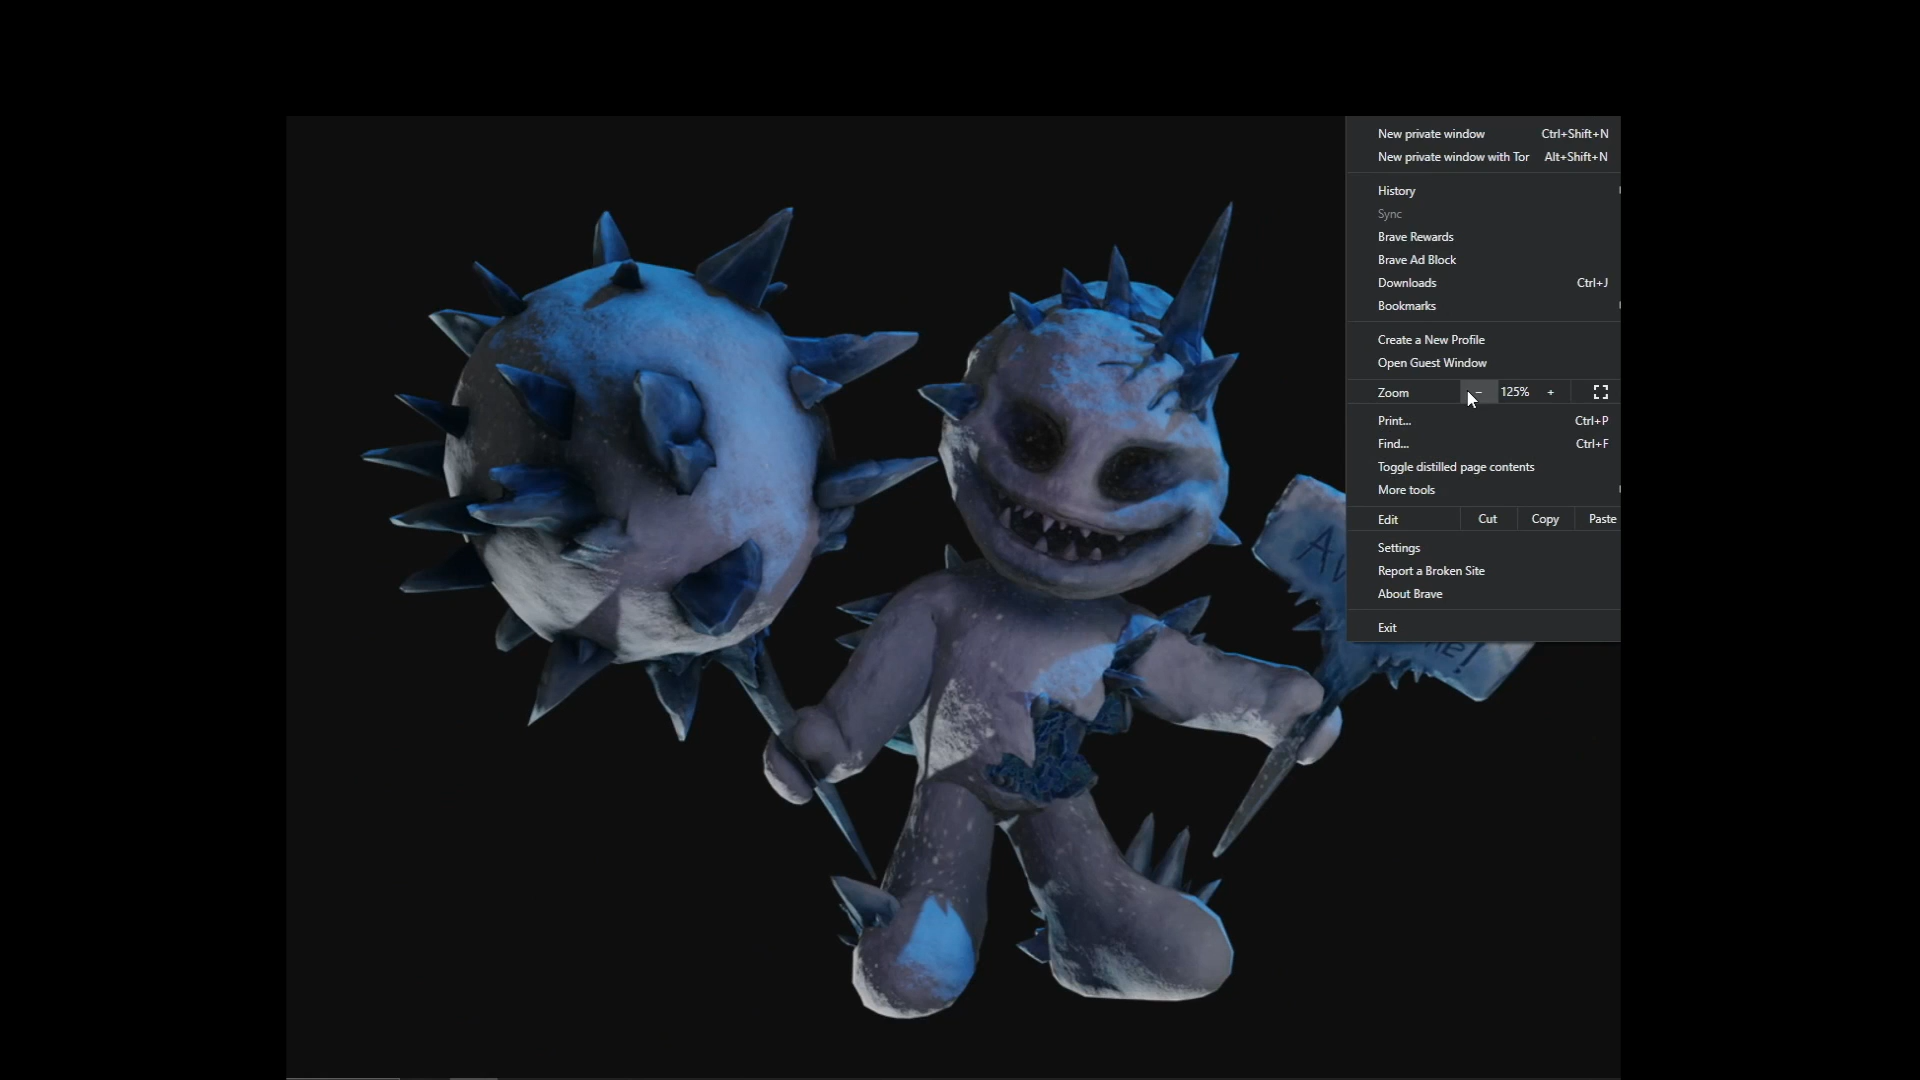 New private window Ctrl+Shift+N
New private window with Tor Alt+Shift+N
History
Sync
Brave Rewards
Brave Ad Block
Downloads Ctrl+J
Bookmarks
Create a New Profile
Open Guest Window
Zoom − 125% +
Print... Ctrl+P
Find... Ctrl+F
Toggle distilled page contents
More tools
Edit Cut Copy Paste
Settings
Report a Broken Site
About Brave
Exit